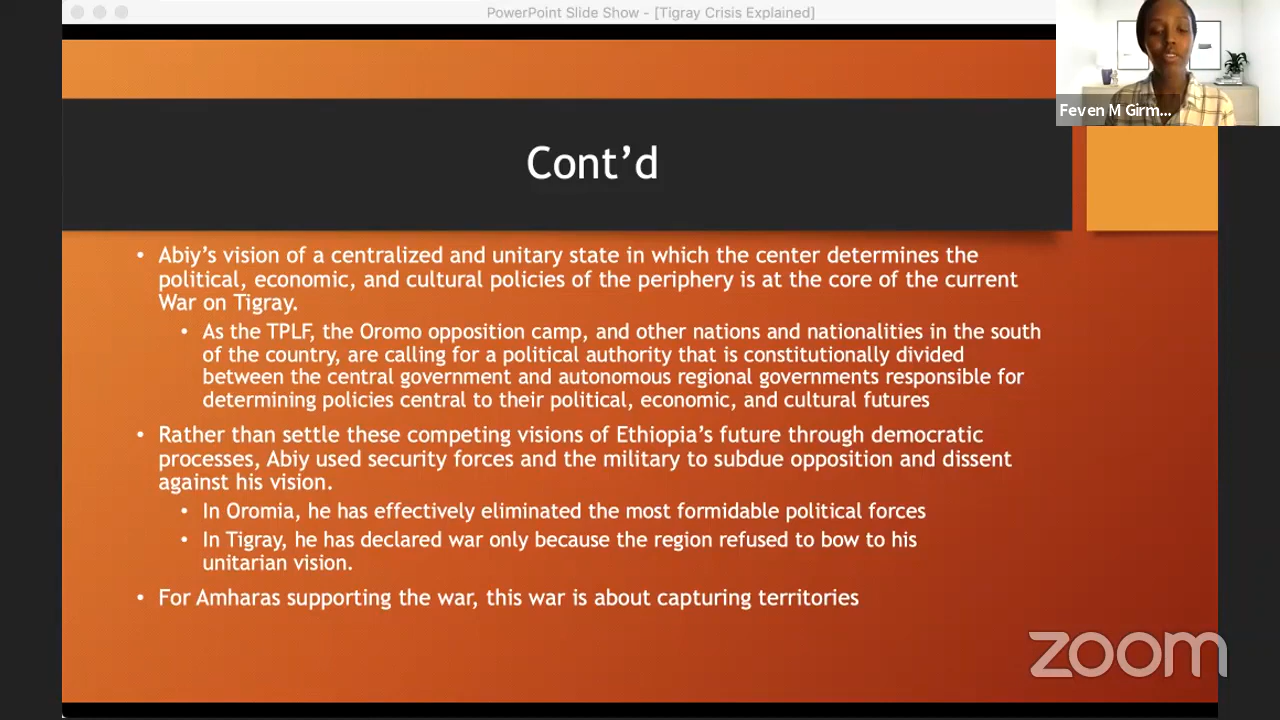 PowerPoint Slide Show - [Tigray Crisis Explained]
Feven M Girm...
Cont’d
• Abiy’s vision of a centralized and unitary state in which the center determines the
political, economic, and cultural policies of the periphery is at the core of the current
War on Tigray.
• As the TPLF, the Oromo opposition camp, and other nations and nationalities in the south
of the country, are calling for a political authority that is constitutionally divided
between the central government and autonomous regional governments responsible for
determining policies central to their political, economic, and cultural futures
• Rather than settle these competing visions of Ethiopia’s future through democratic
processes, Abiy used security forces and the military to subdue opposition and dissent
against his vision.
• In Oromia, he has effectively eliminated the most formidable political forces
• In Tigray, he has declared war only because the region refused to bow to his
unitarian vision.
• For Amharas supporting the war, this war is about capturing territories
zoom